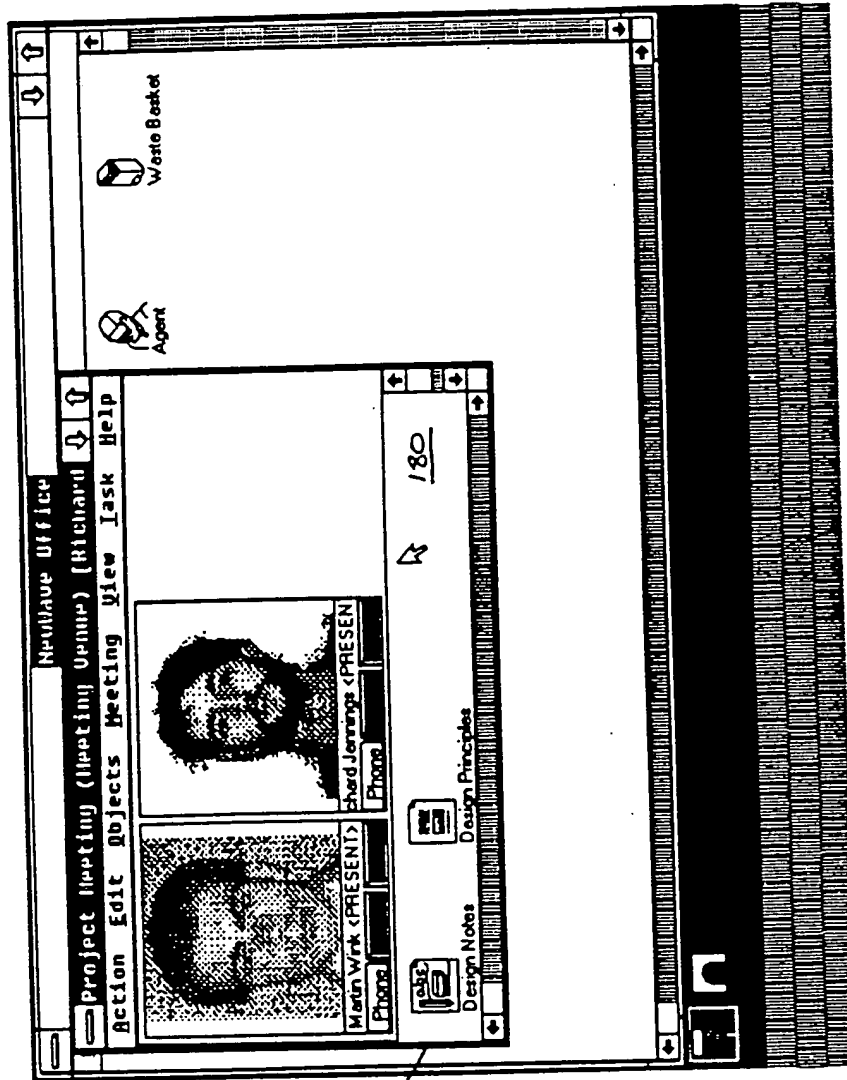 NewWave Office
Project Meeting (Meeting Venue) [Richard
Action Edit Objects Meeting View Task Help
Agent
Waste Basket
Martin Wink <PRESENT>
chard Jennings <PRESEN
Phone
Phone
180
Design Notes
Design Principles